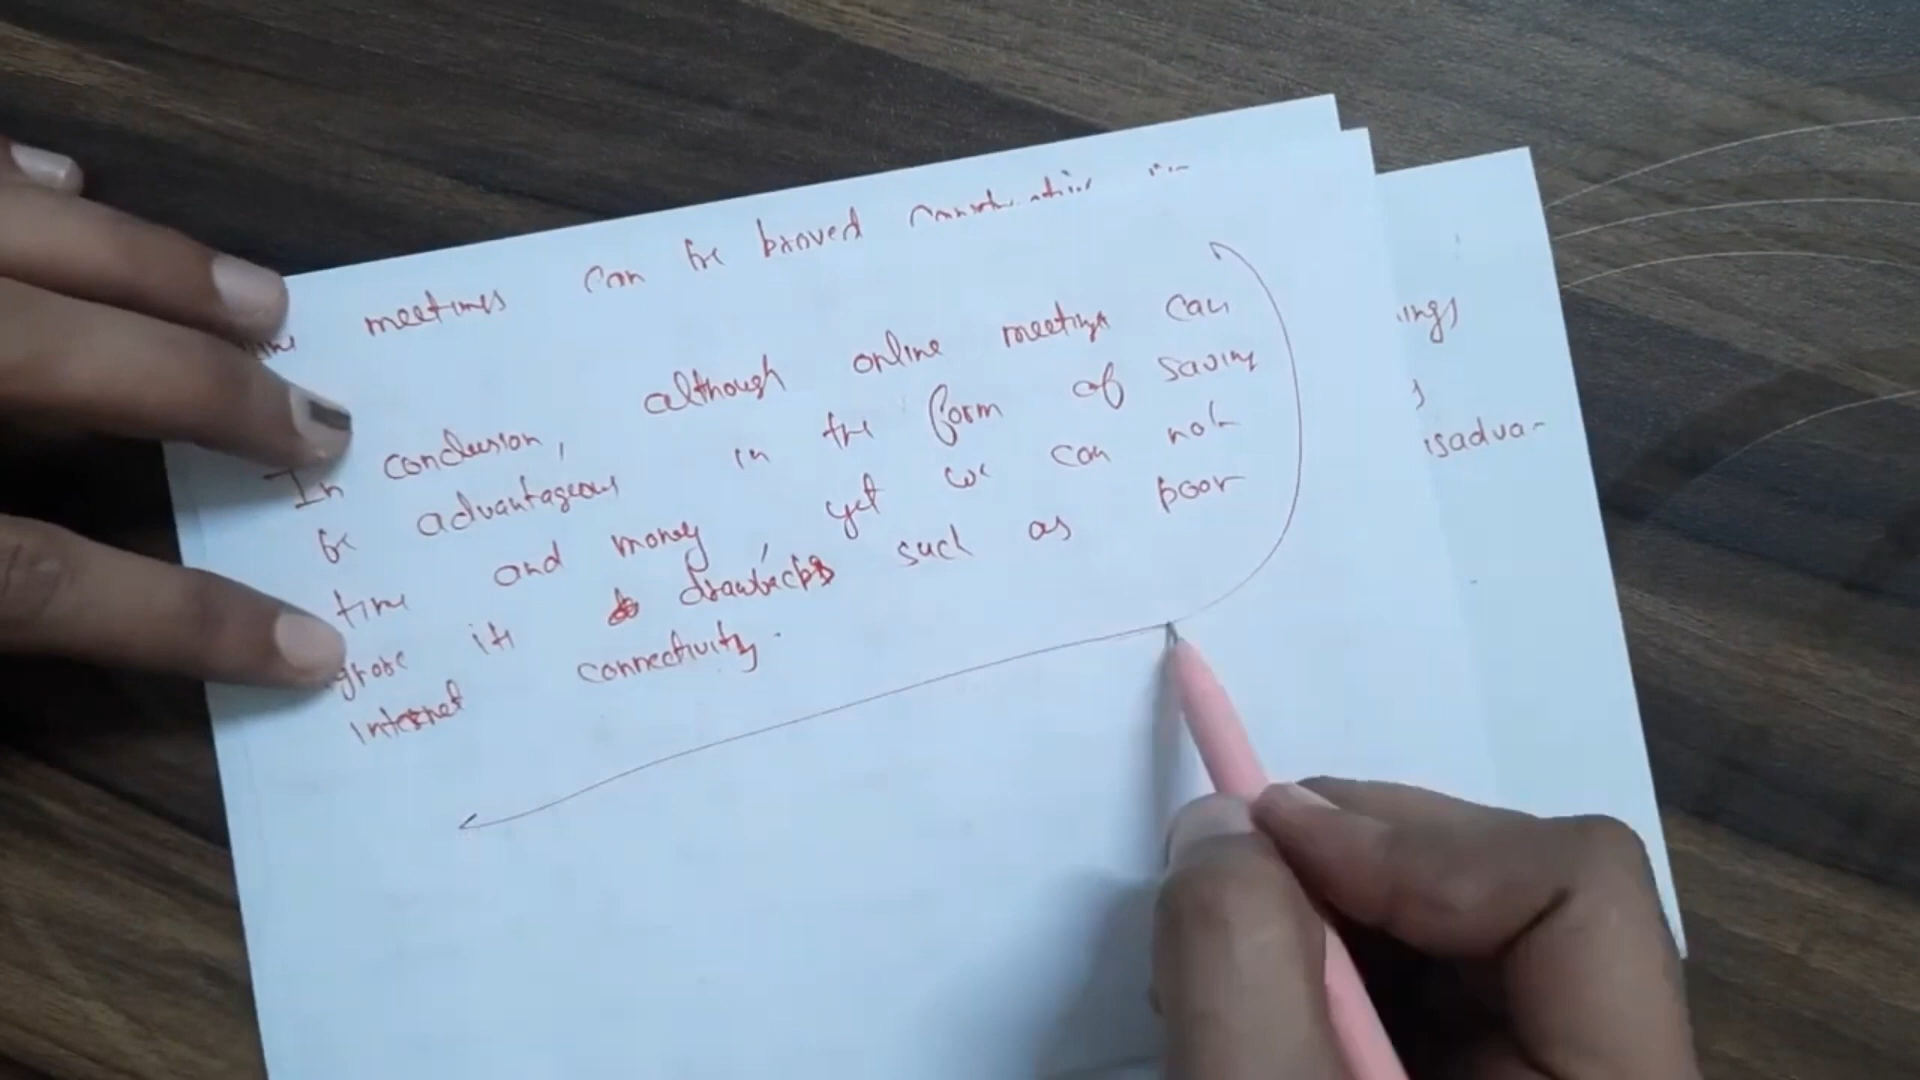 meetings can be proved
In conclusion, although online meetings can
be advantageous in the form of saving
time and money, yet we can not
ignore its drawbacks such as poor
internet connectivity.
ings
s
isadva-